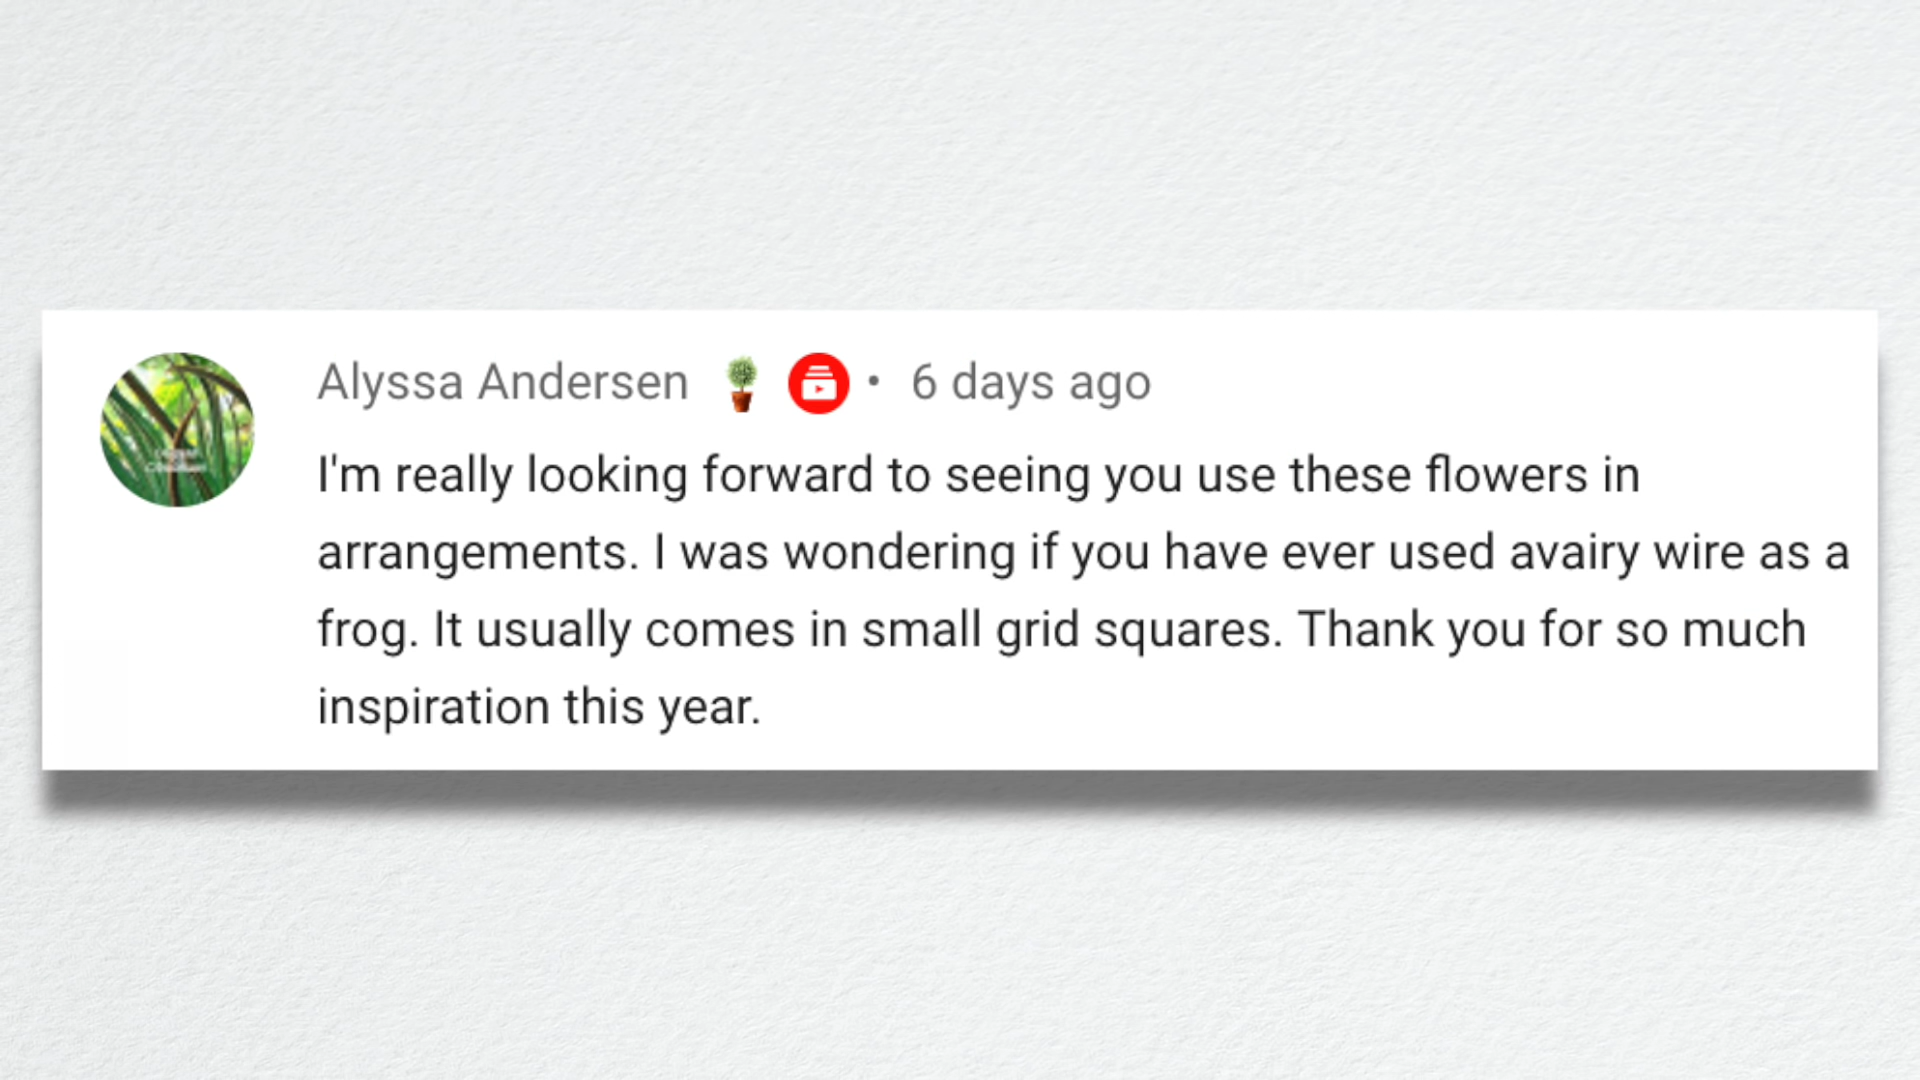 Alyssa Andersen • 6 days ago
I'm really looking forward to seeing you use these flowers in
arrangements. I was wondering if you have ever used avairy wire as a
frog. It usually comes in small grid squares. Thank you for so much
inspiration this year.